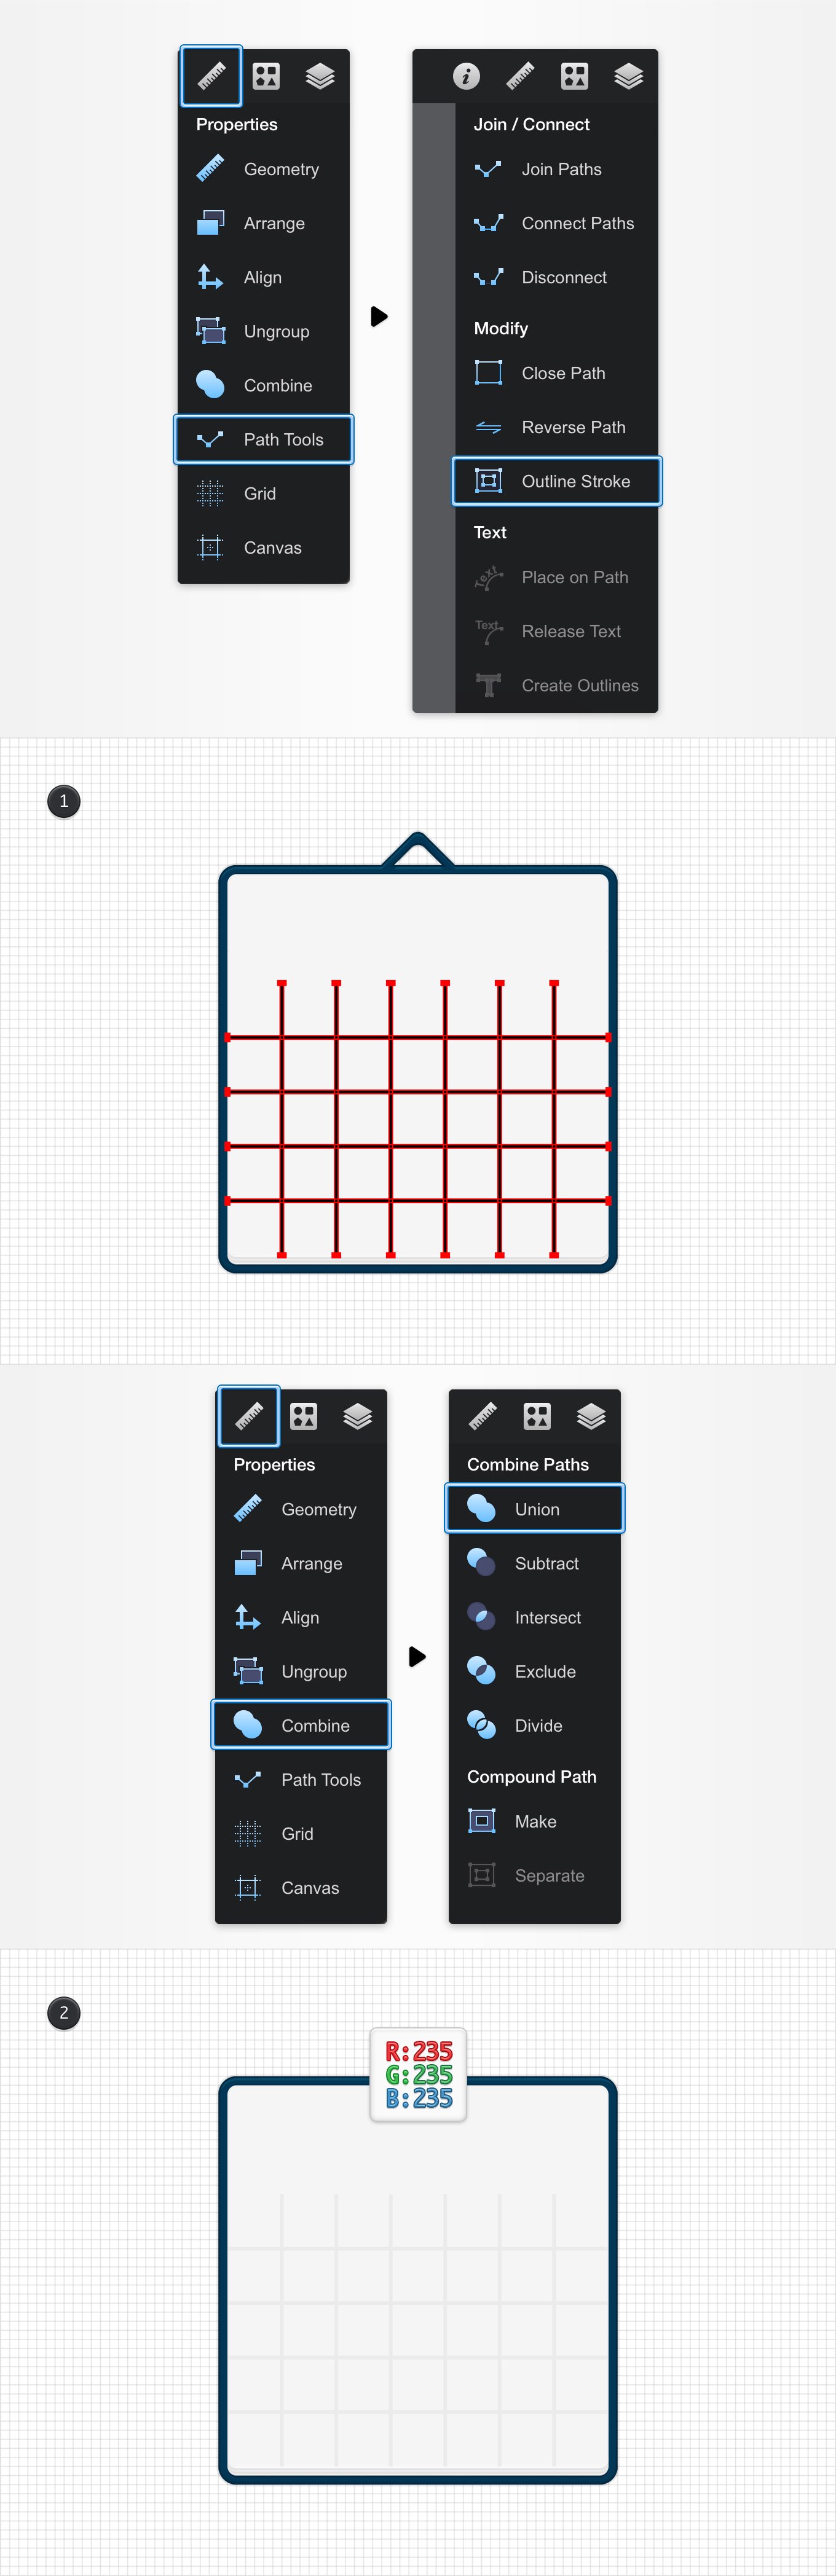 Properties
Geometry
Arrange
Align
Ungroup
Combine
Path Tools
Grid
Canvas
Join / Connect
Join Paths
Connect Paths
Disconnect
Modify
Close Path
Reverse Path
Outline Stroke
Text
Text
Place on Path
Text
Release Text
Create Outlines
1
Properties
Geometry
Arrange
Align
Ungroup
Combine
Path Tools
Grid
Canvas
Combine Paths
Union
Subtract
Intersect
Exclude
Divide
Compound Path
Make
Separate
2
R:235
G:235
B:235